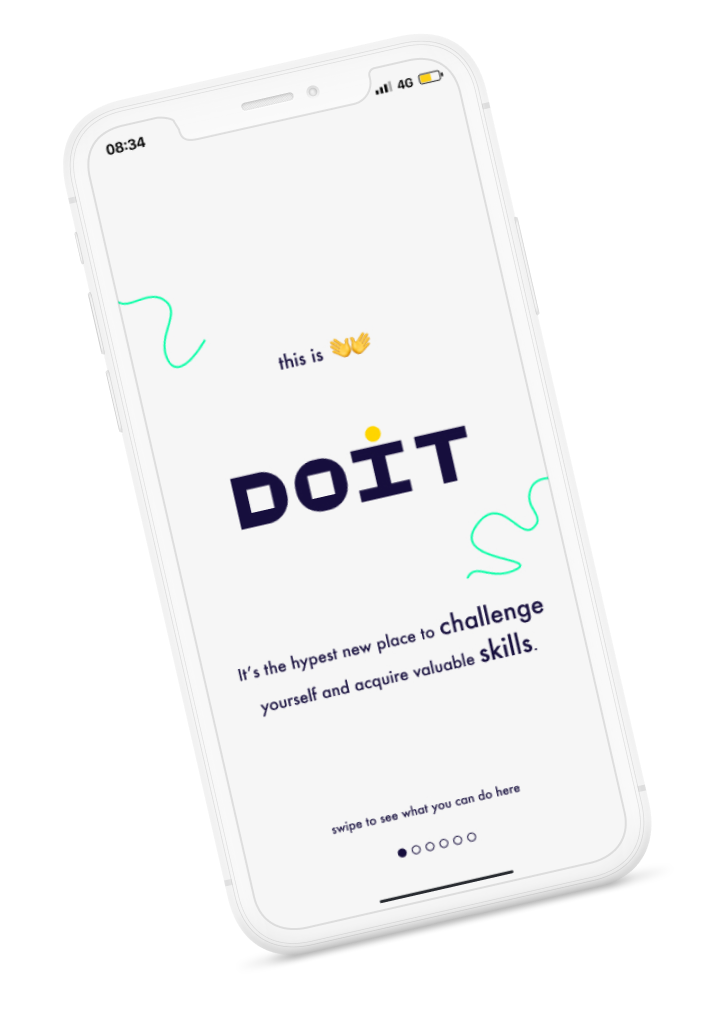 08:34 4G
this is 👐
DOIT
It's the hypest new place to challenge
yourself and acquire valuable skills.
swipe to see what you can do here